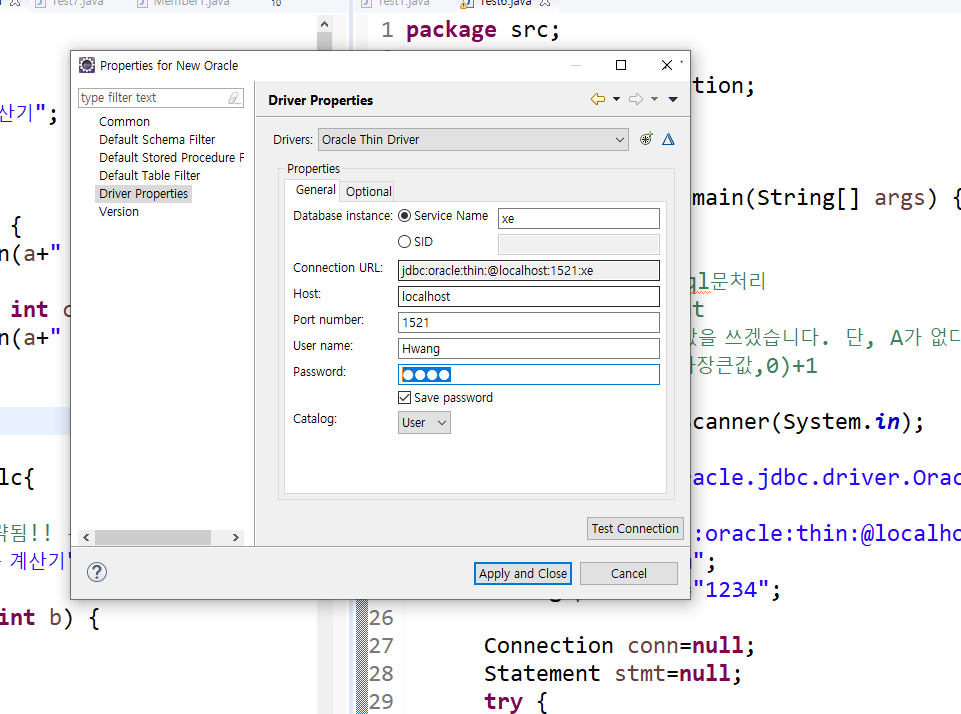 Test7.java
Member1.java
10
Test1.java
Test6.java
산기";
{
n(a+"
int c
n(a+"
lc{
략됨!!
계산기"
int b) {
Properties for New Oracle
type filter text
Common
Default Schema Filter
Default Stored Procedure F
Default Table Filter
Driver Properties
Version
Driver Properties
Drivers:
Oracle Thin Driver
Properties
General
Optional
Database instance:
Service Name
xe
SID
Connection URL:
jdbc:oracle:thin:@localhost:1521:xe
Host:
localhost
Port number:
1521
User name:
Hwang
Password:
●●●●
Save password
Catalog:
User
Test Connection
?
Apply and Close
Cancel
1 package src;
tion;
main(String[] args) {
ql문처리
t
값을 쓰겠습니다. 단, A가 없다
가장큰값,0)+1
canner(System.in);
acle.jdbc.driver.Orac
:oracle:thin:@localho
";
="1234";
26
27 Connection conn=null;
28 Statement stmt=null;
29 try {